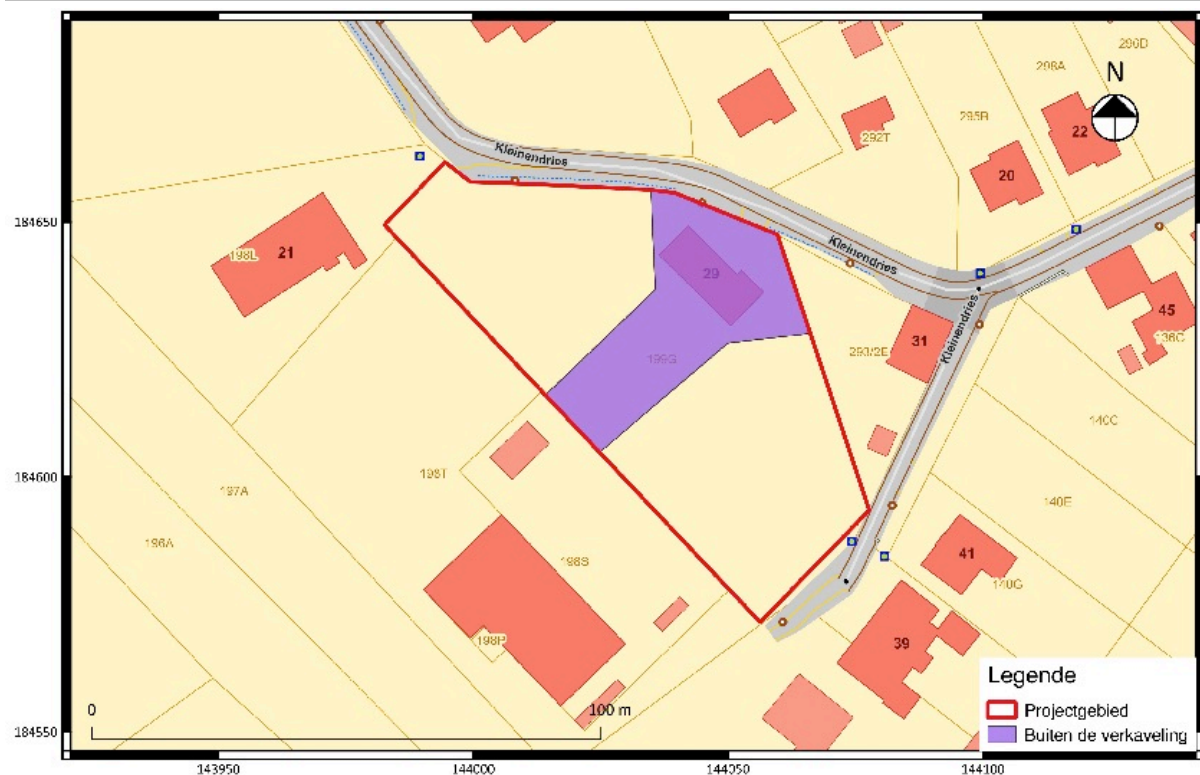 296D
298A
N
295R
292T
22
20
Kleinendries
184650
198L
21
29
Kleinendries
Kleinendries
45
136C
31
293/2E
199G
140C
184600
198T
197A
140E
196A
198S
41
140G
198P
39
Legende
Projectgebied
Buiten de verkaveling
0
100 m
184550
143950
144000
144050
144100